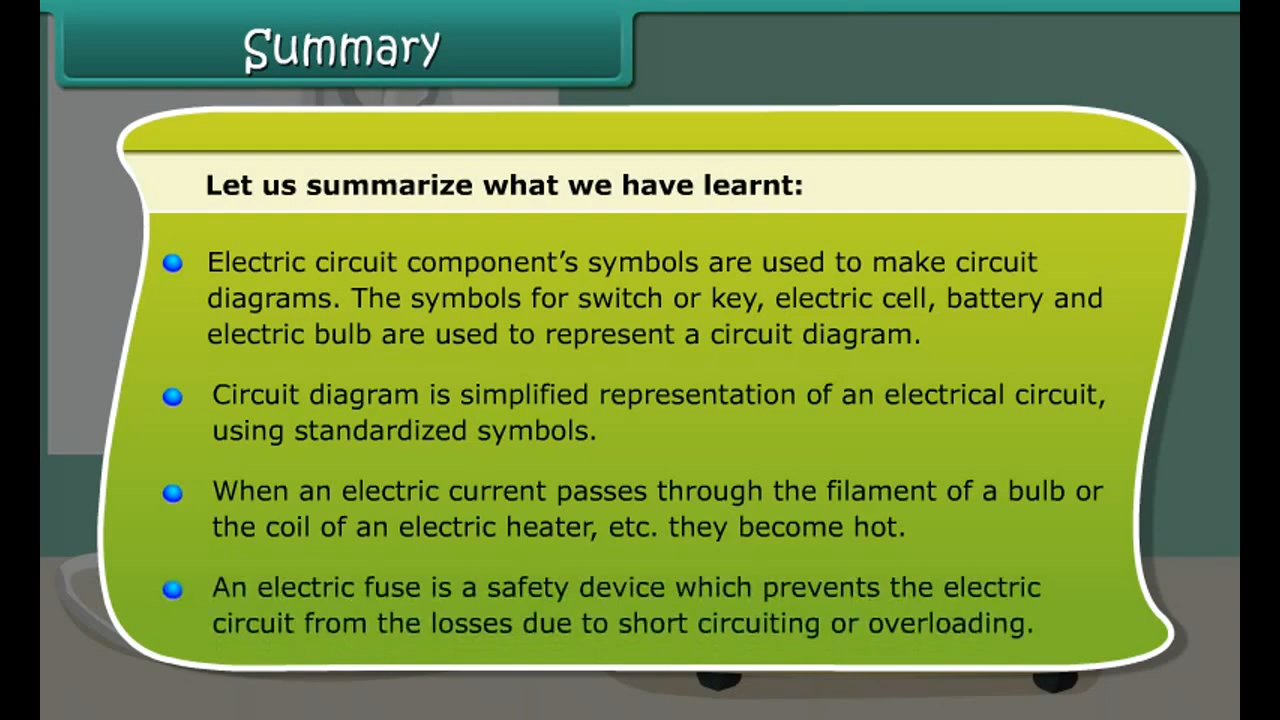 Summary
Let us summarize what we have learnt:
Electric circuit component’s symbols are used to make circuit
diagrams. The symbols for switch or key, electric cell, battery and
electric bulb are used to represent a circuit diagram.
Circuit diagram is simplified representation of an electrical circuit,
using standardized symbols.
When an electric current passes through the filament of a bulb or
the coil of an electric heater, etc. they become hot.
An electric fuse is a safety device which prevents the electric
circuit from the losses due to short circuiting or overloading.